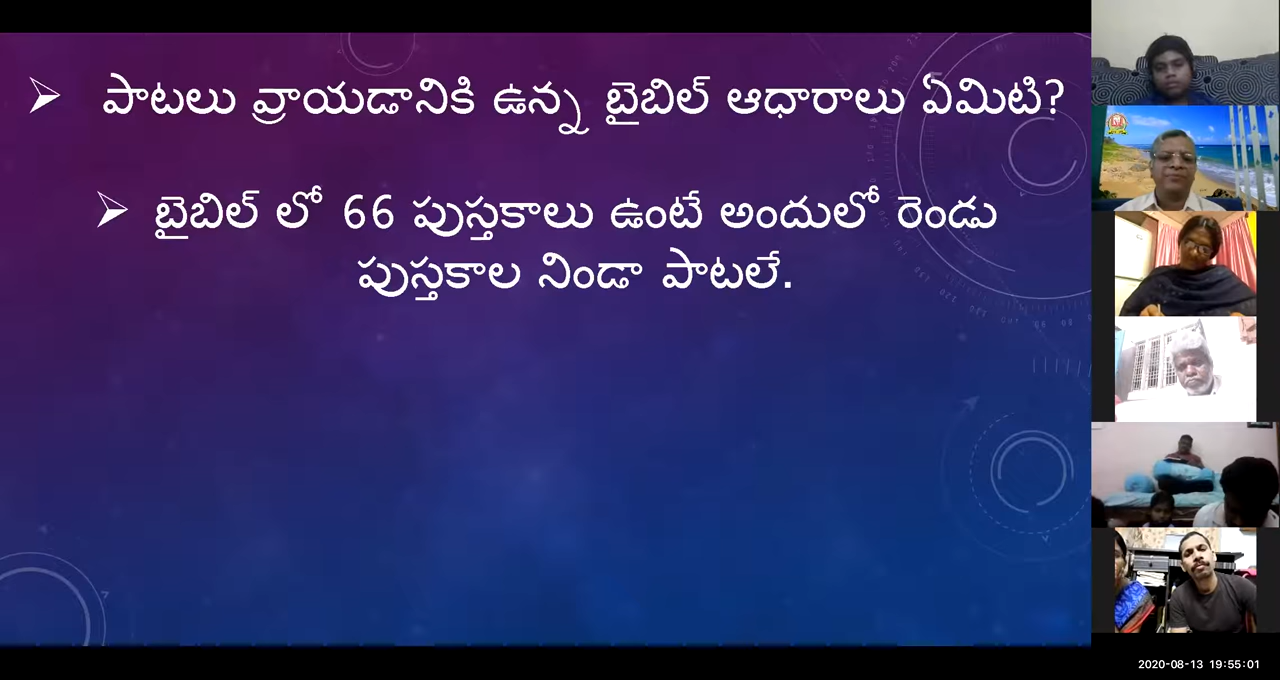 ➢ పాటలు వ్రాయడానికి ఉన్న బైబిల్ ఆధారాలు ఏమిటి?
➢ బైబిల్ లో 66 పుస్తకాలు ఉంటే అందులో రెండు
పుస్తకాల నిండా పాటలే.
2020-08-13 19:55:01